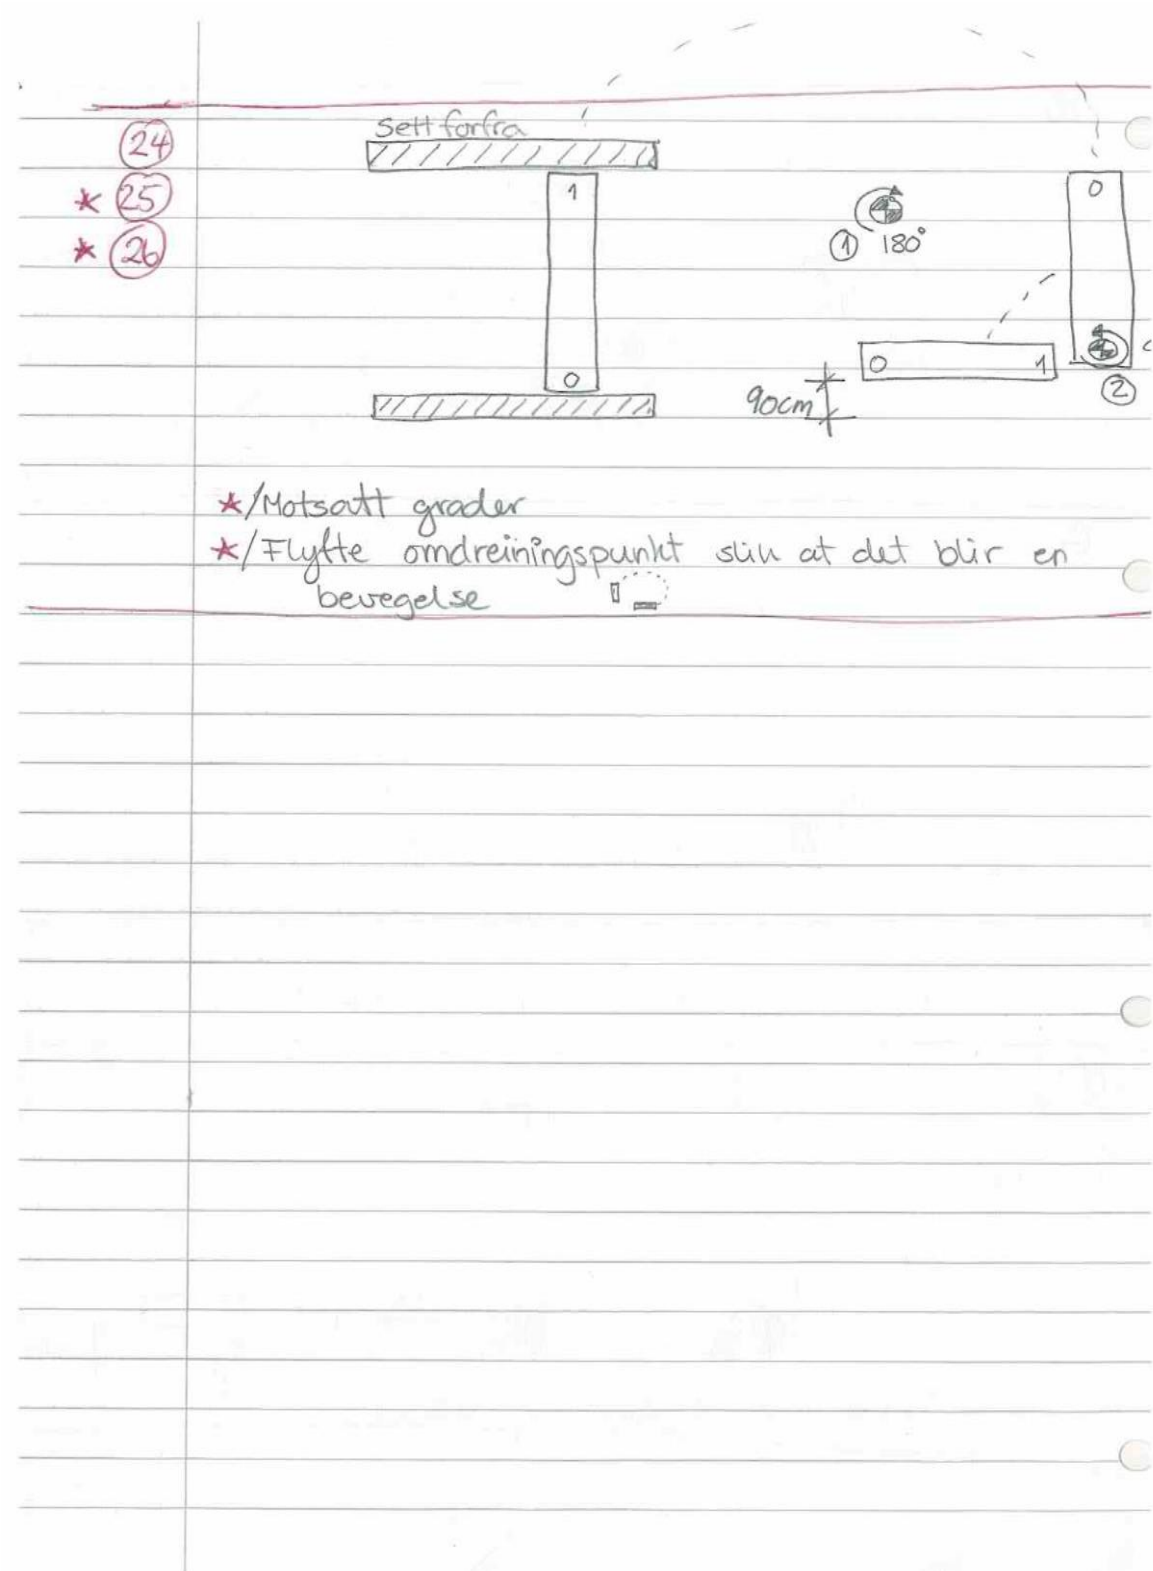 24
* 25
* 26
Sett forfra
1
0
① 180°
0
0 1
②
90cm
*/Motsatt grader
*/Flytte omdreiningspunkt slik at det blir en
bevegelse